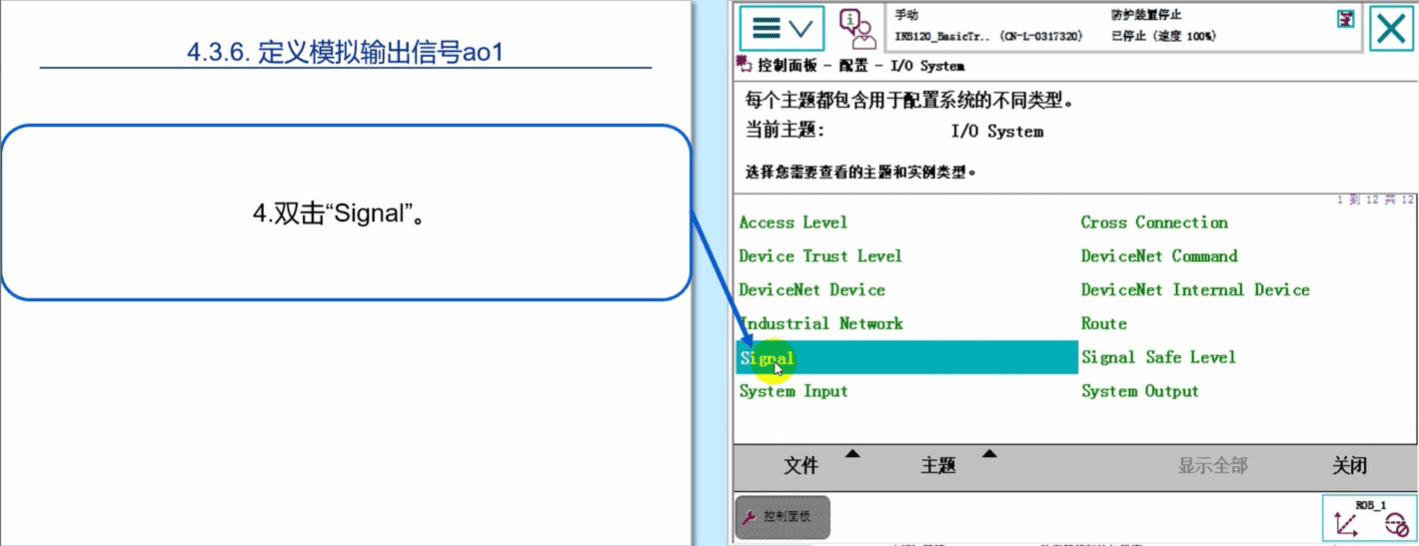 4.3.6. 定义模拟输出信号ao1
4.双击“Signal”。
手动
防护装置停止
IRB120_BasicTr.. (CN-L-0317320)
已停止 (速度 100%)
控制面板 - 配置 - I/O System
每个主题都包含用于配置系统的不同类型。
当前主题: I/O System
选择您需要查看的主题和实例类型。
1 到 12 共 12
Access Level
Cross Connection
Device Trust Level
DeviceNet Command
DeviceNet Device
DeviceNet Internal Device
Industrial Network
Route
Signal
Signal Safe Level
System Input
System Output
文件
主题
显示全部
关闭
控制面板
ROB_1